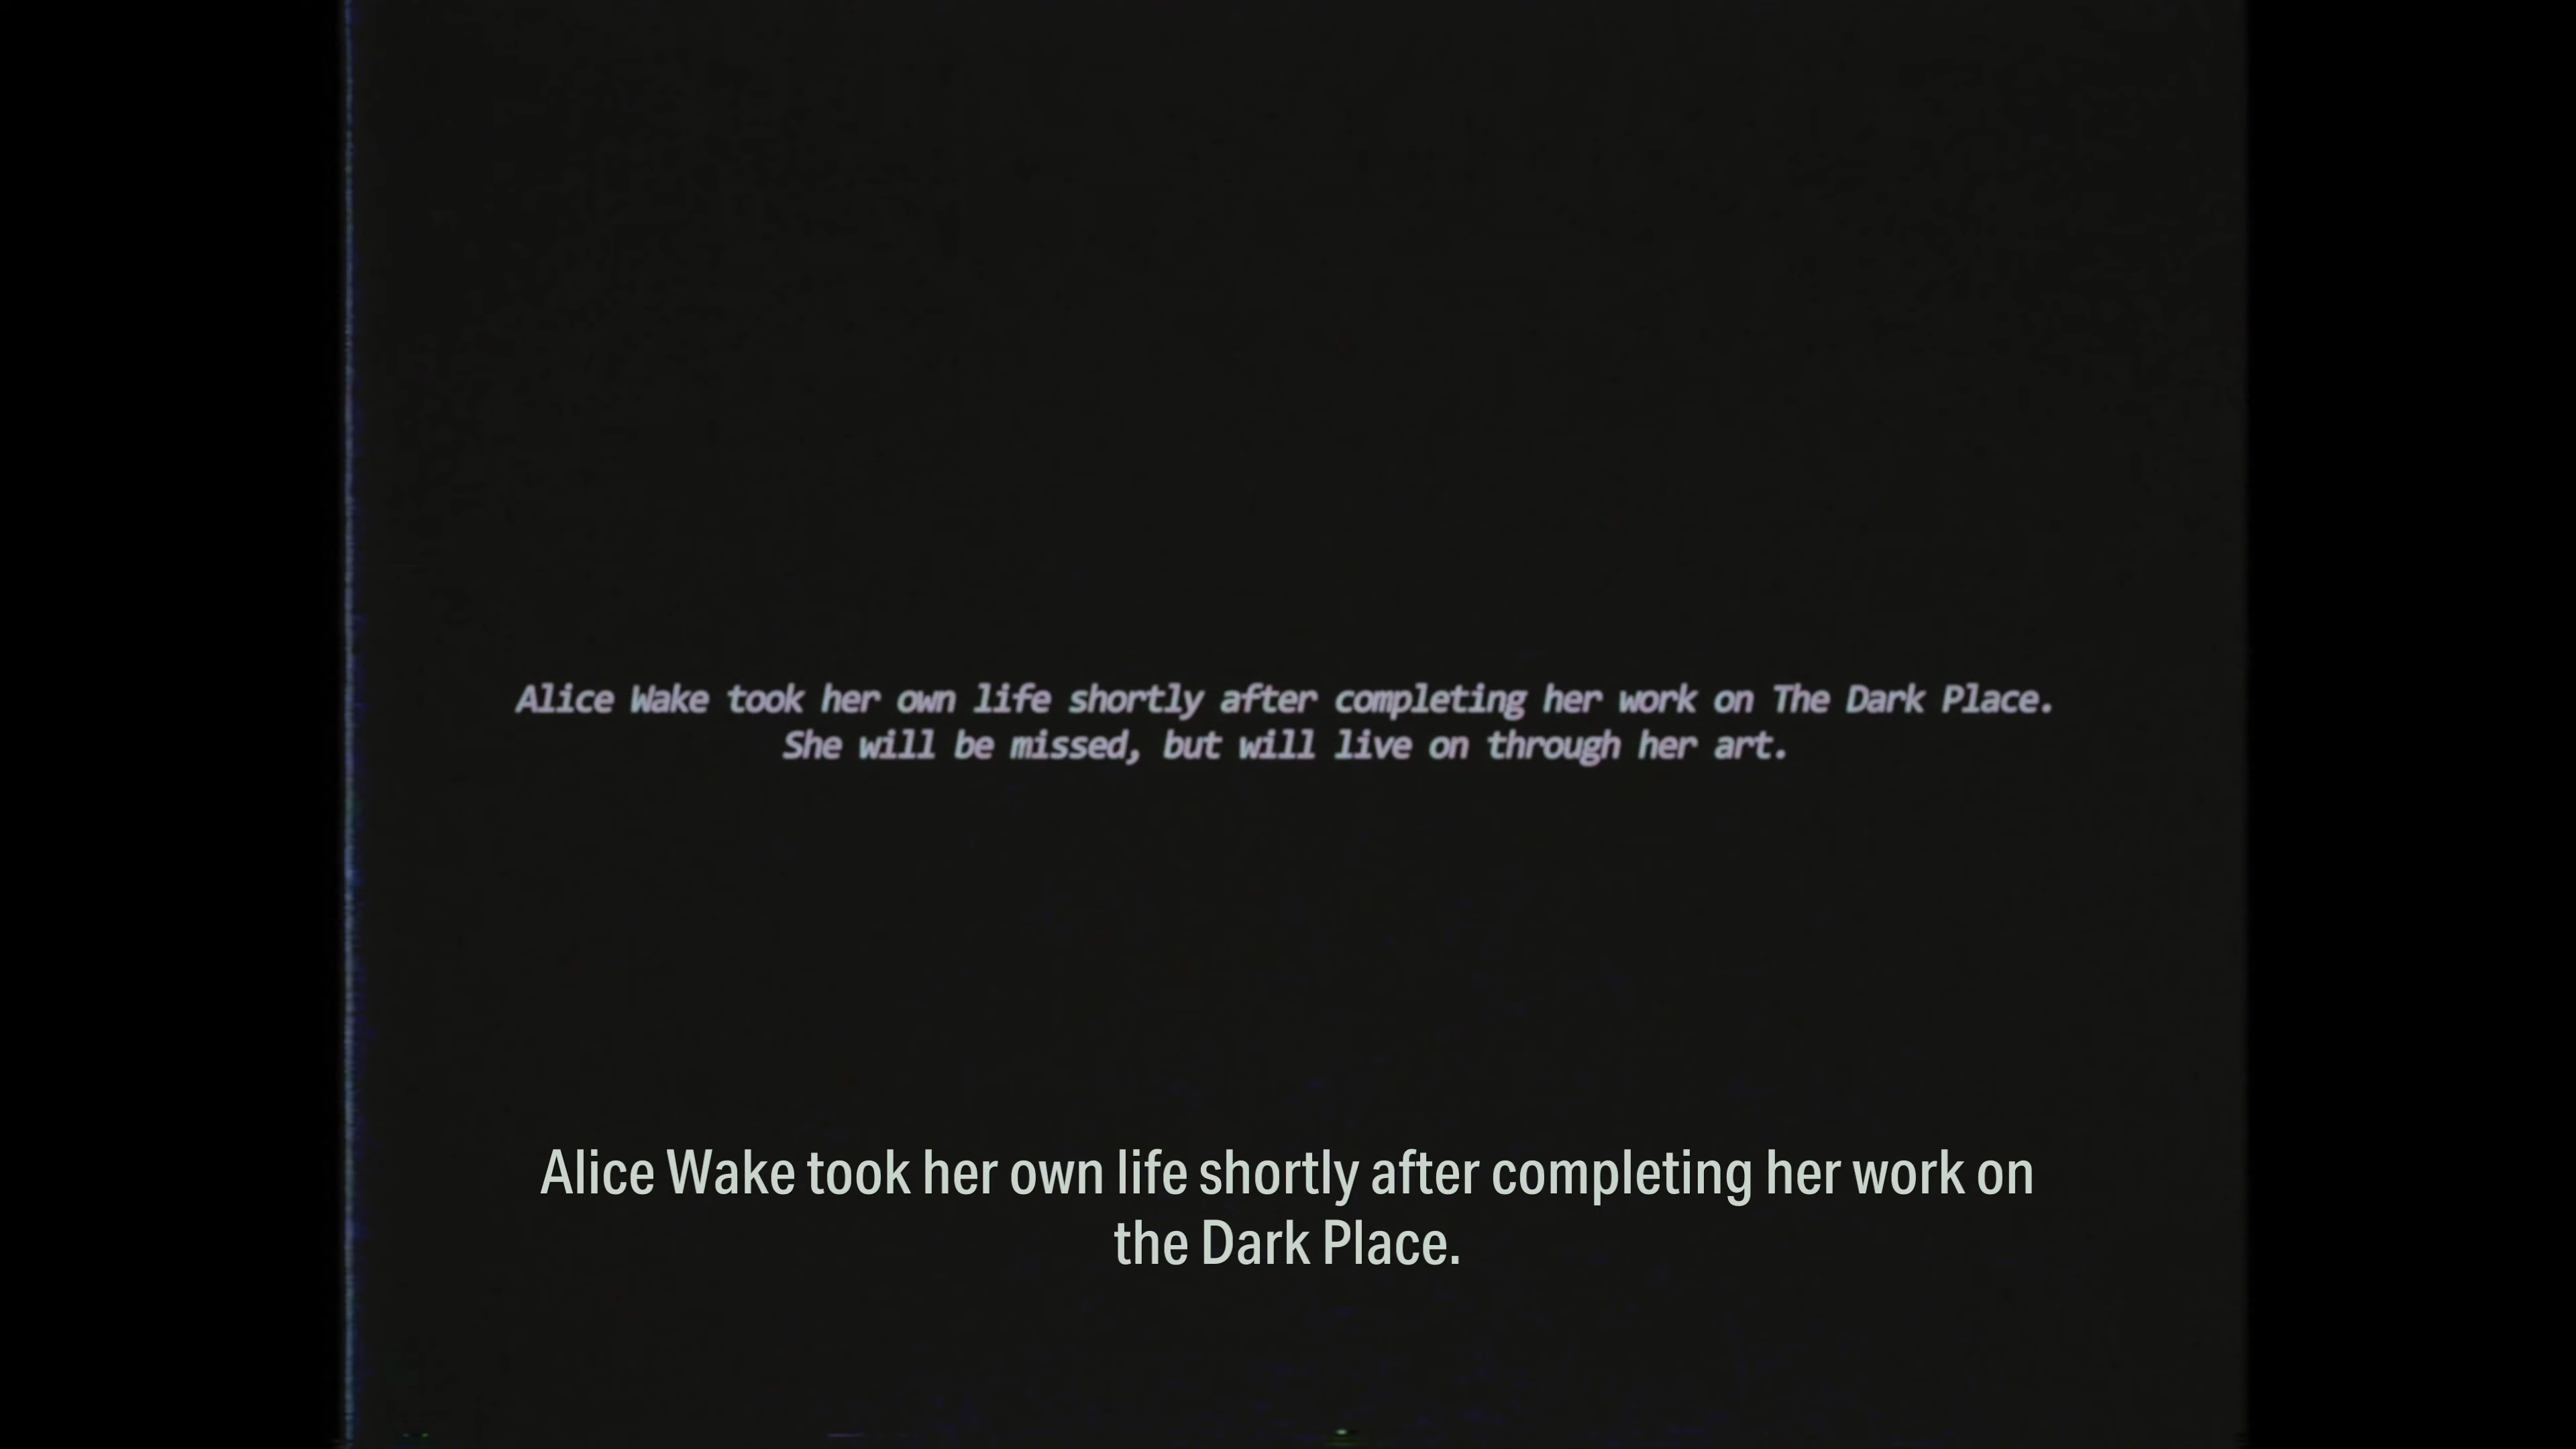 Alice Wake took her own life shortly after completing her work on The Dark Place.
She will be missed, but will live on through her art.
Alice Wake took her own life shortly after completing her work on
the Dark Place.